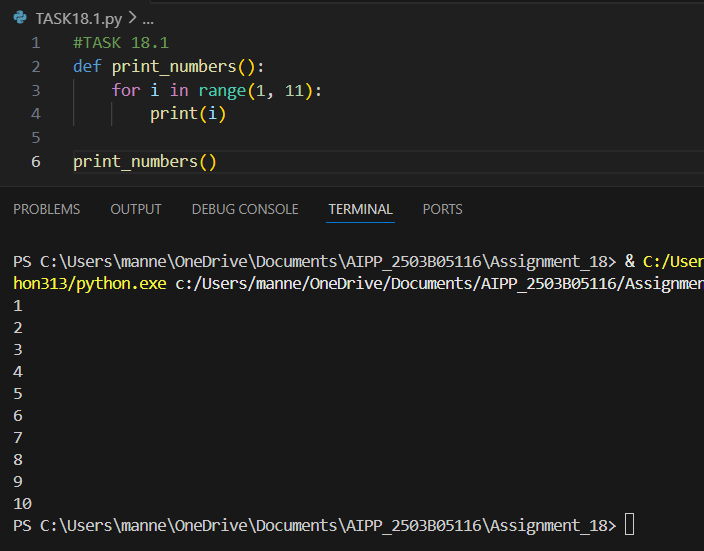 TASK18.1.py > ...
1 #TASK 18.1
2 def print_numbers():
3     for i in range(1, 11):
4         print(i)
5
6 print_numbers()
PROBLEMS OUTPUT DEBUG CONSOLE TERMINAL PORTS
PS C:\Users\manne\OneDrive\Documents\AIPP_2503B05116\Assignment_18> & C:/User
hon313/python.exe c:/Users/manne/OneDrive/Documents/AIPP_2503B05116/Assignmen
1
2
3
4
5
6
7
8
9
10
PS C:\Users\manne\OneDrive\Documents\AIPP_2503B05116\Assignment_18>